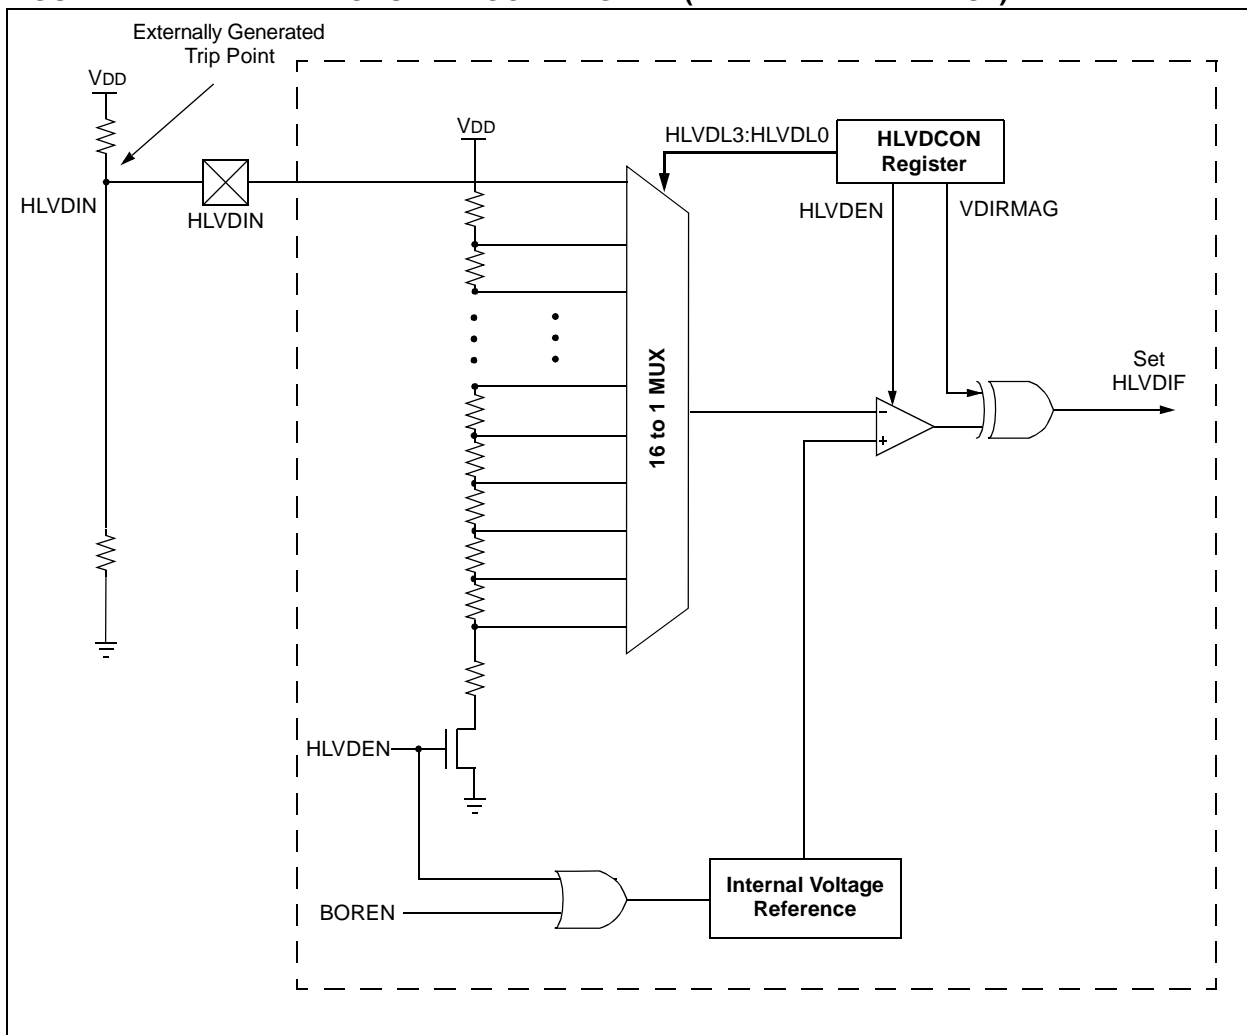 Externally Generated
Trip Point
VDD
VDD
HLVDL3:HLVDL0
HLVDCON
Register
HLVDIN
HLVDIN
HLVDEN
VDIRMAG
16 to 1 MUX
Set
HLVDIF
–
+
HLVDEN
BOREN
Internal Voltage
Reference